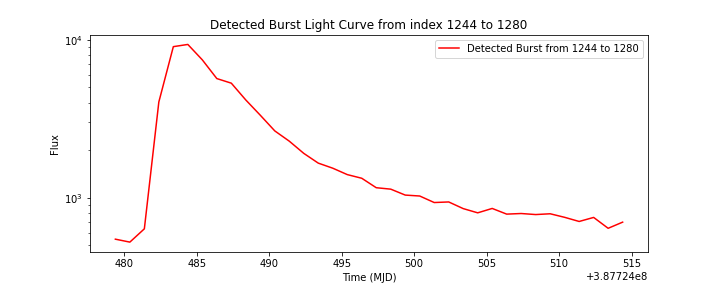 Detected Burst Light Curve from index 1244 to 1280
Detected Burst from 1244 to 1280
Flux
10⁴
10³
480 485 490 495 500 505 510 515
Time (MJD)
+3.87724e8